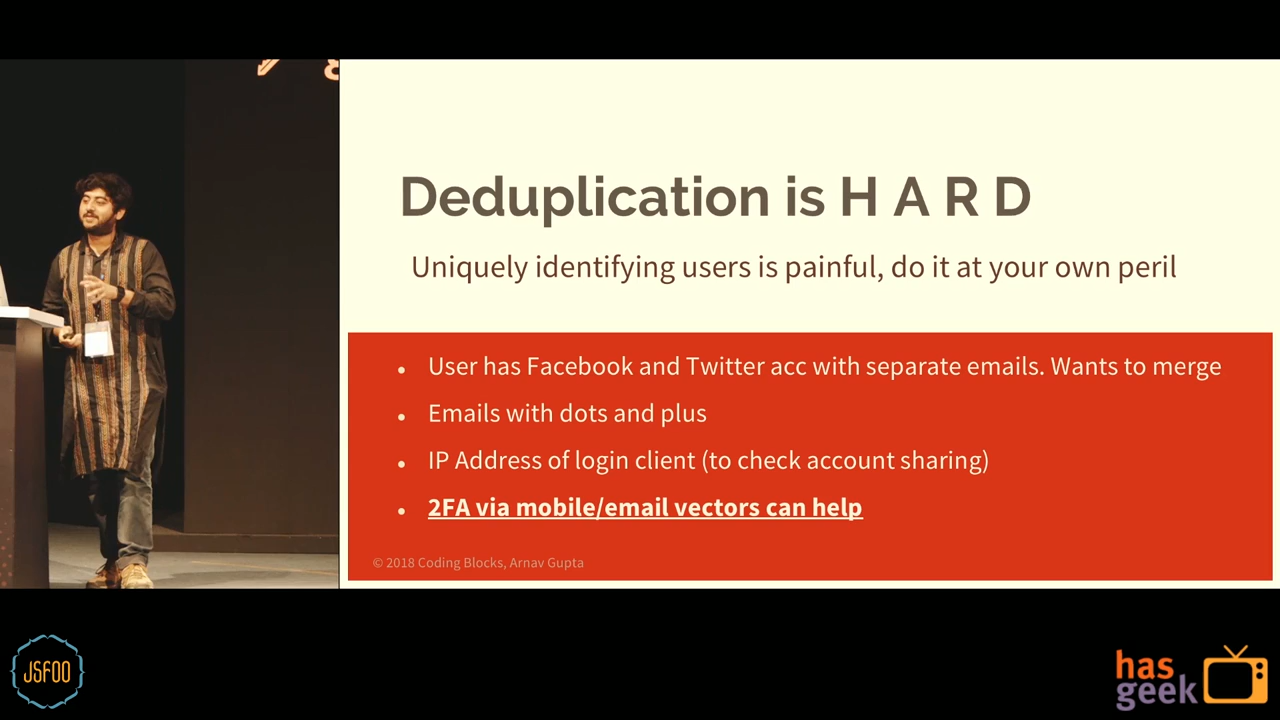 Deduplication is H A R D
Uniquely identifying users is painful, do it at your own peril
• User has Facebook and Twitter acc with separate emails. Wants to merge
• Emails with dots and plus
• IP Address of login client (to check account sharing)
• 2FA via mobile/email vectors can help
© 2018 Coding Blocks, Arnav Gupta
JSFOO
has
geek